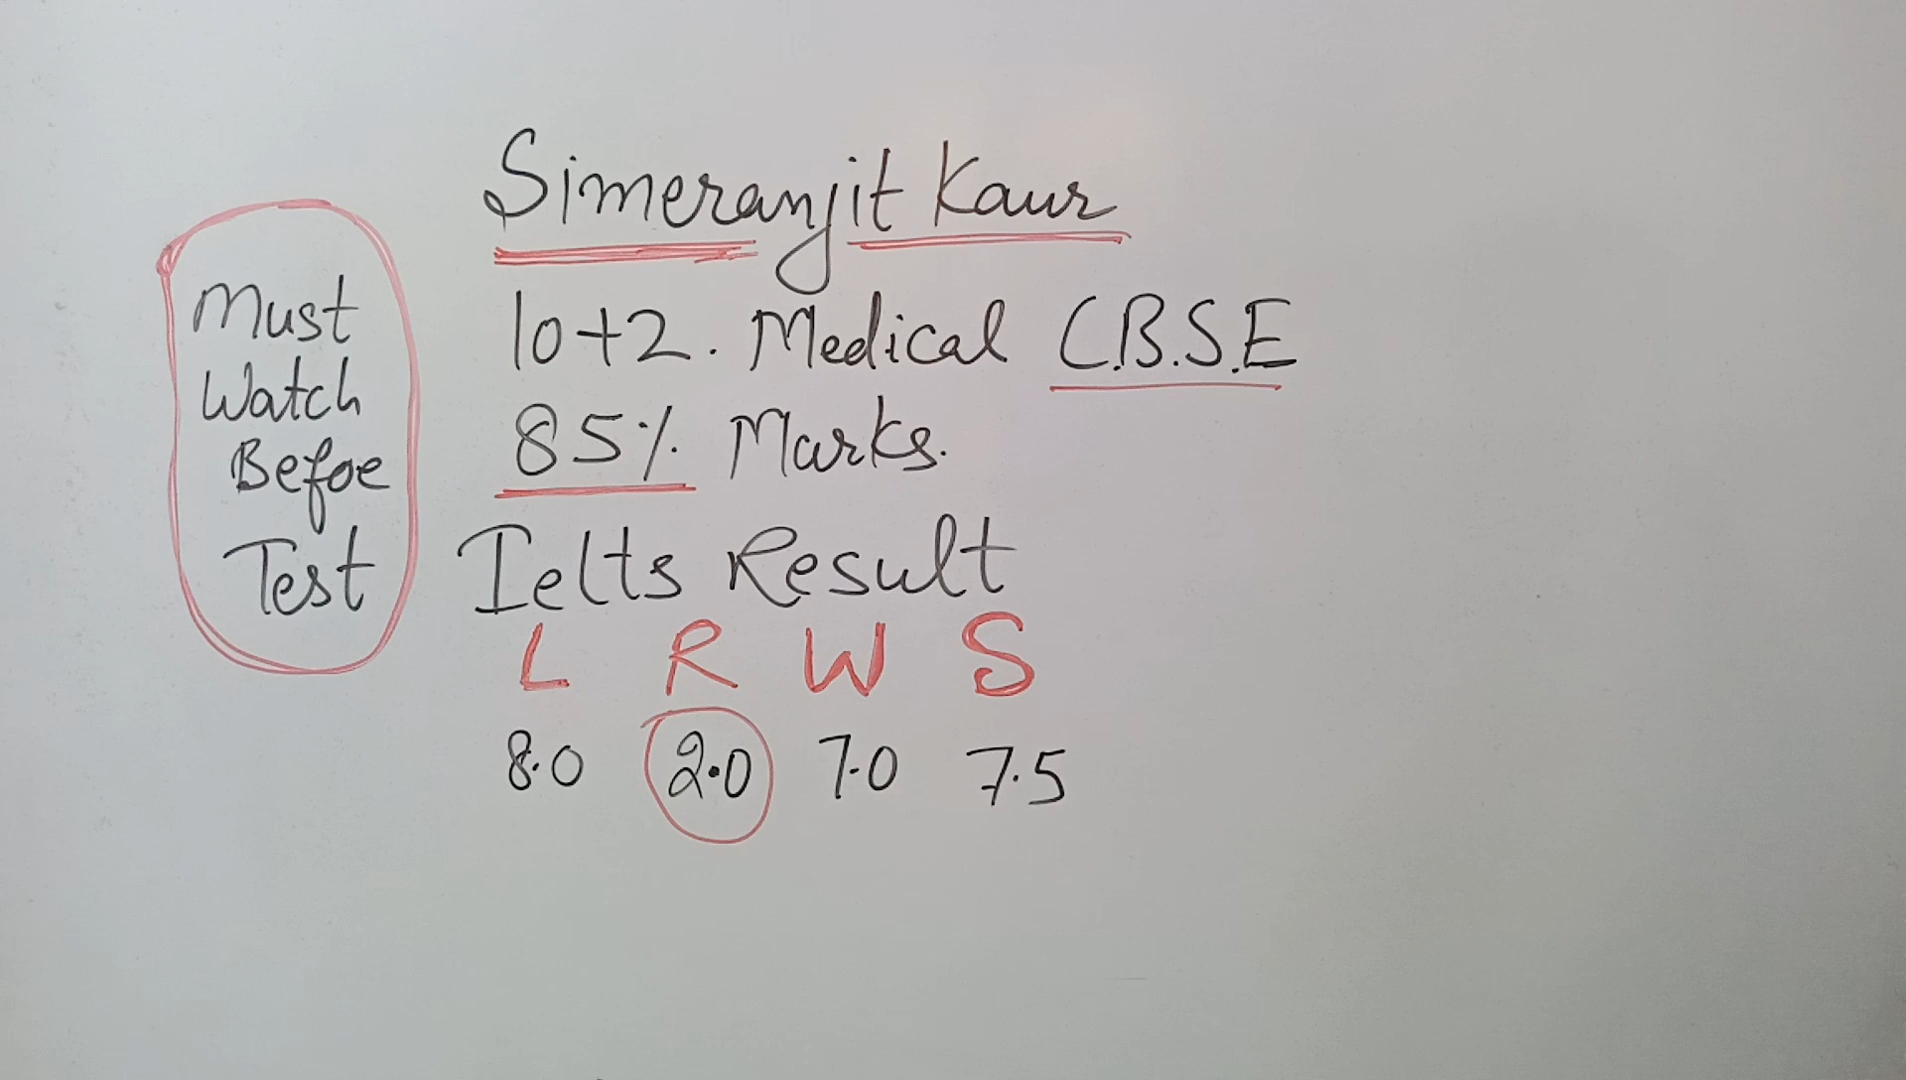 Simeranjit Kaur
10+2. Medical C.B.S.E
85% Marks.
Ielts Result
L R W S
8.0 2.0 7.0 7.5
Must
Watch
Befoe
Test